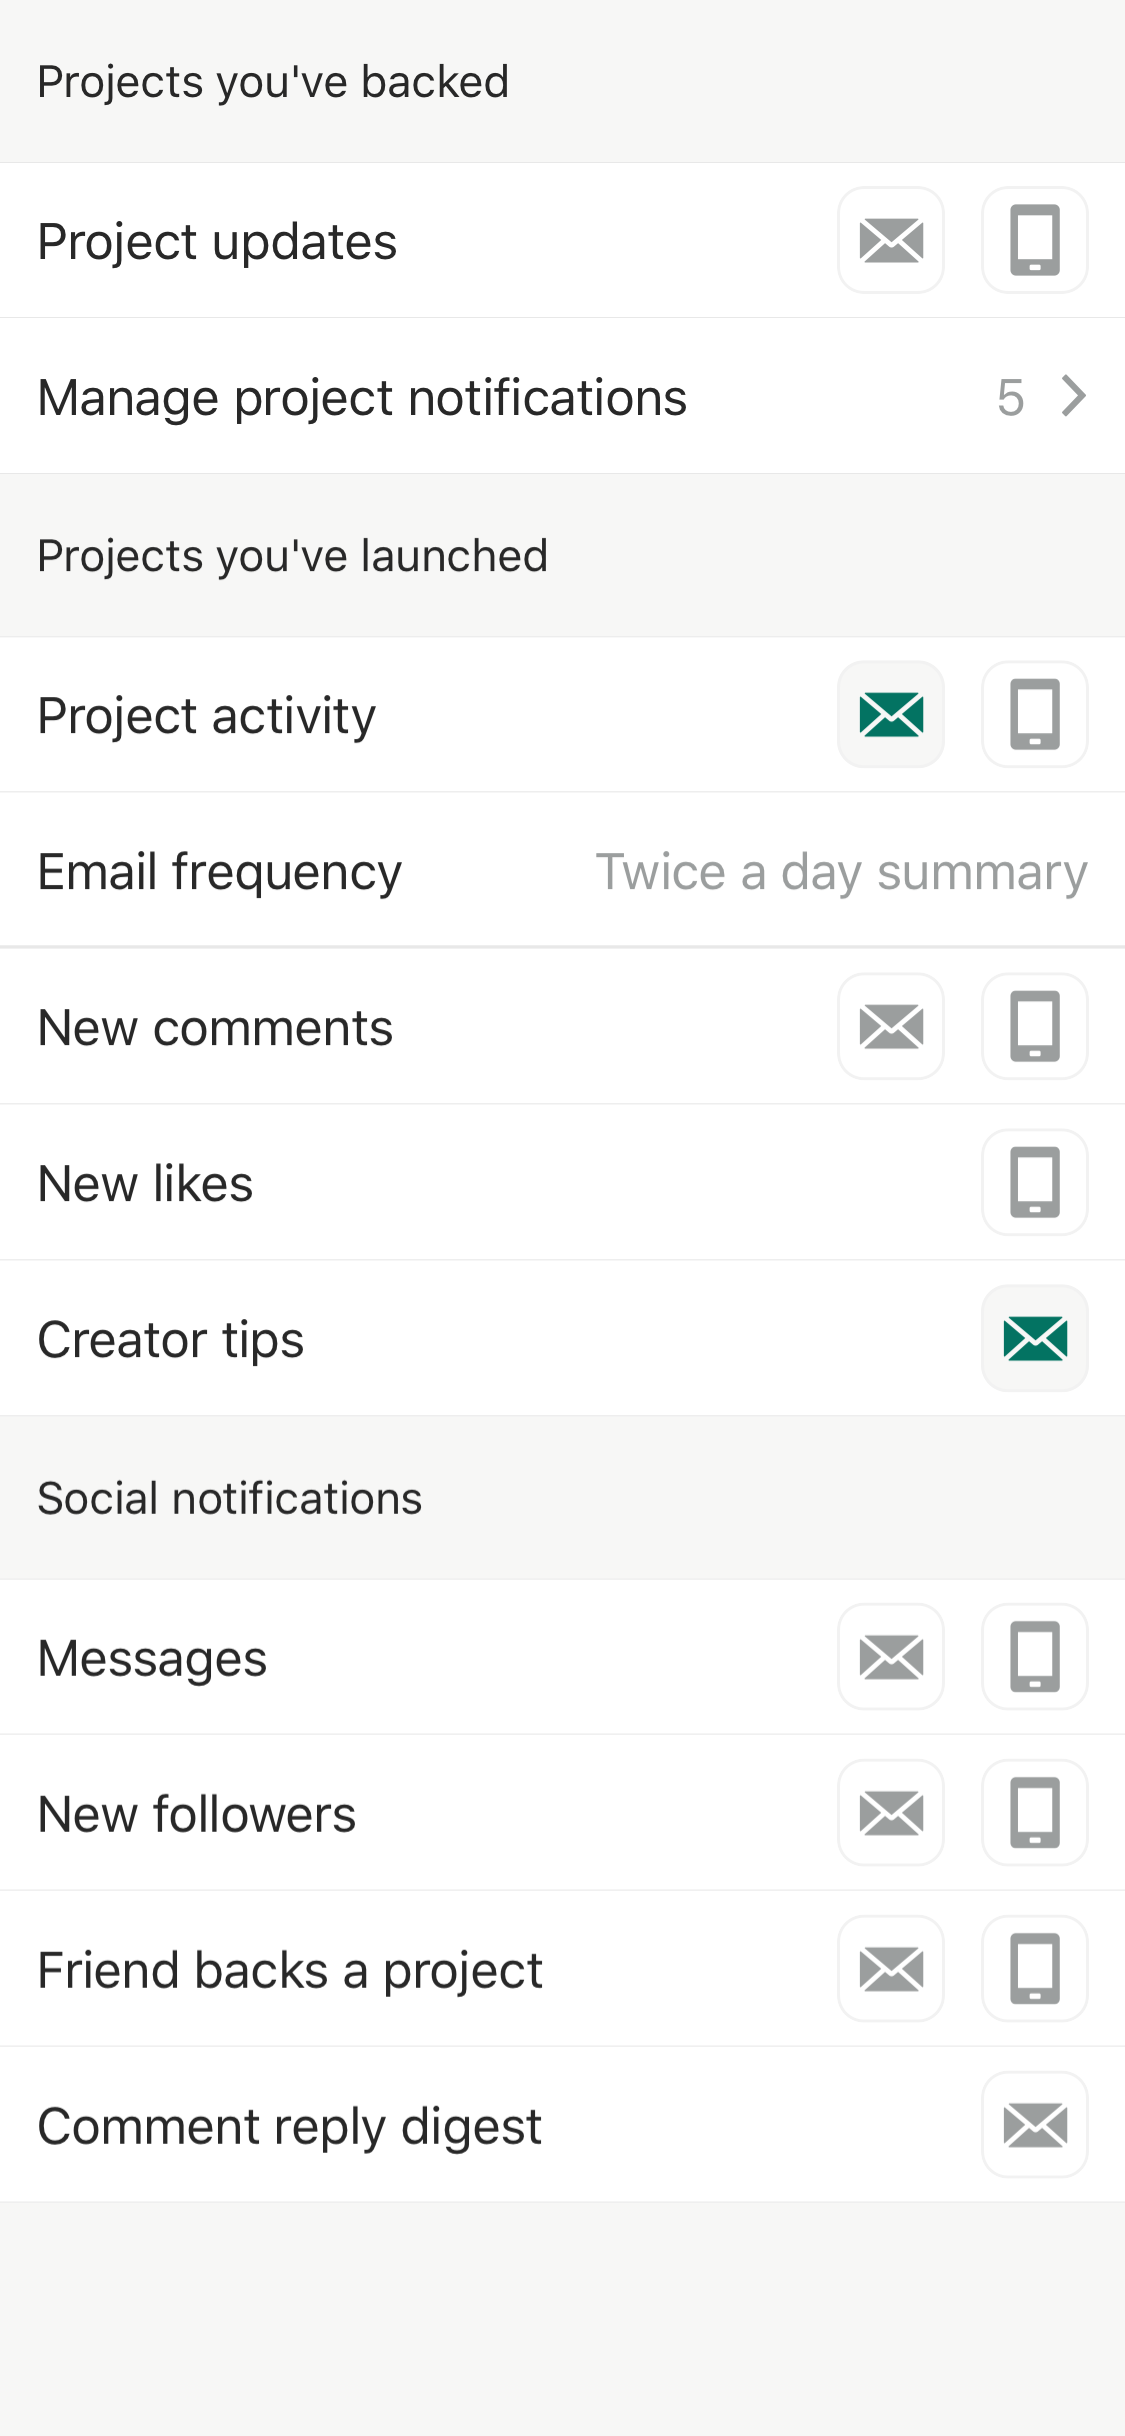 Projects you've backed
Project updates
Manage project notifications 5
Projects you've launched
Project activity
Email frequency Twice a day summary
New comments
New likes
Creator tips
Social notifications
Messages
New followers
Friend backs a project
Comment reply digest